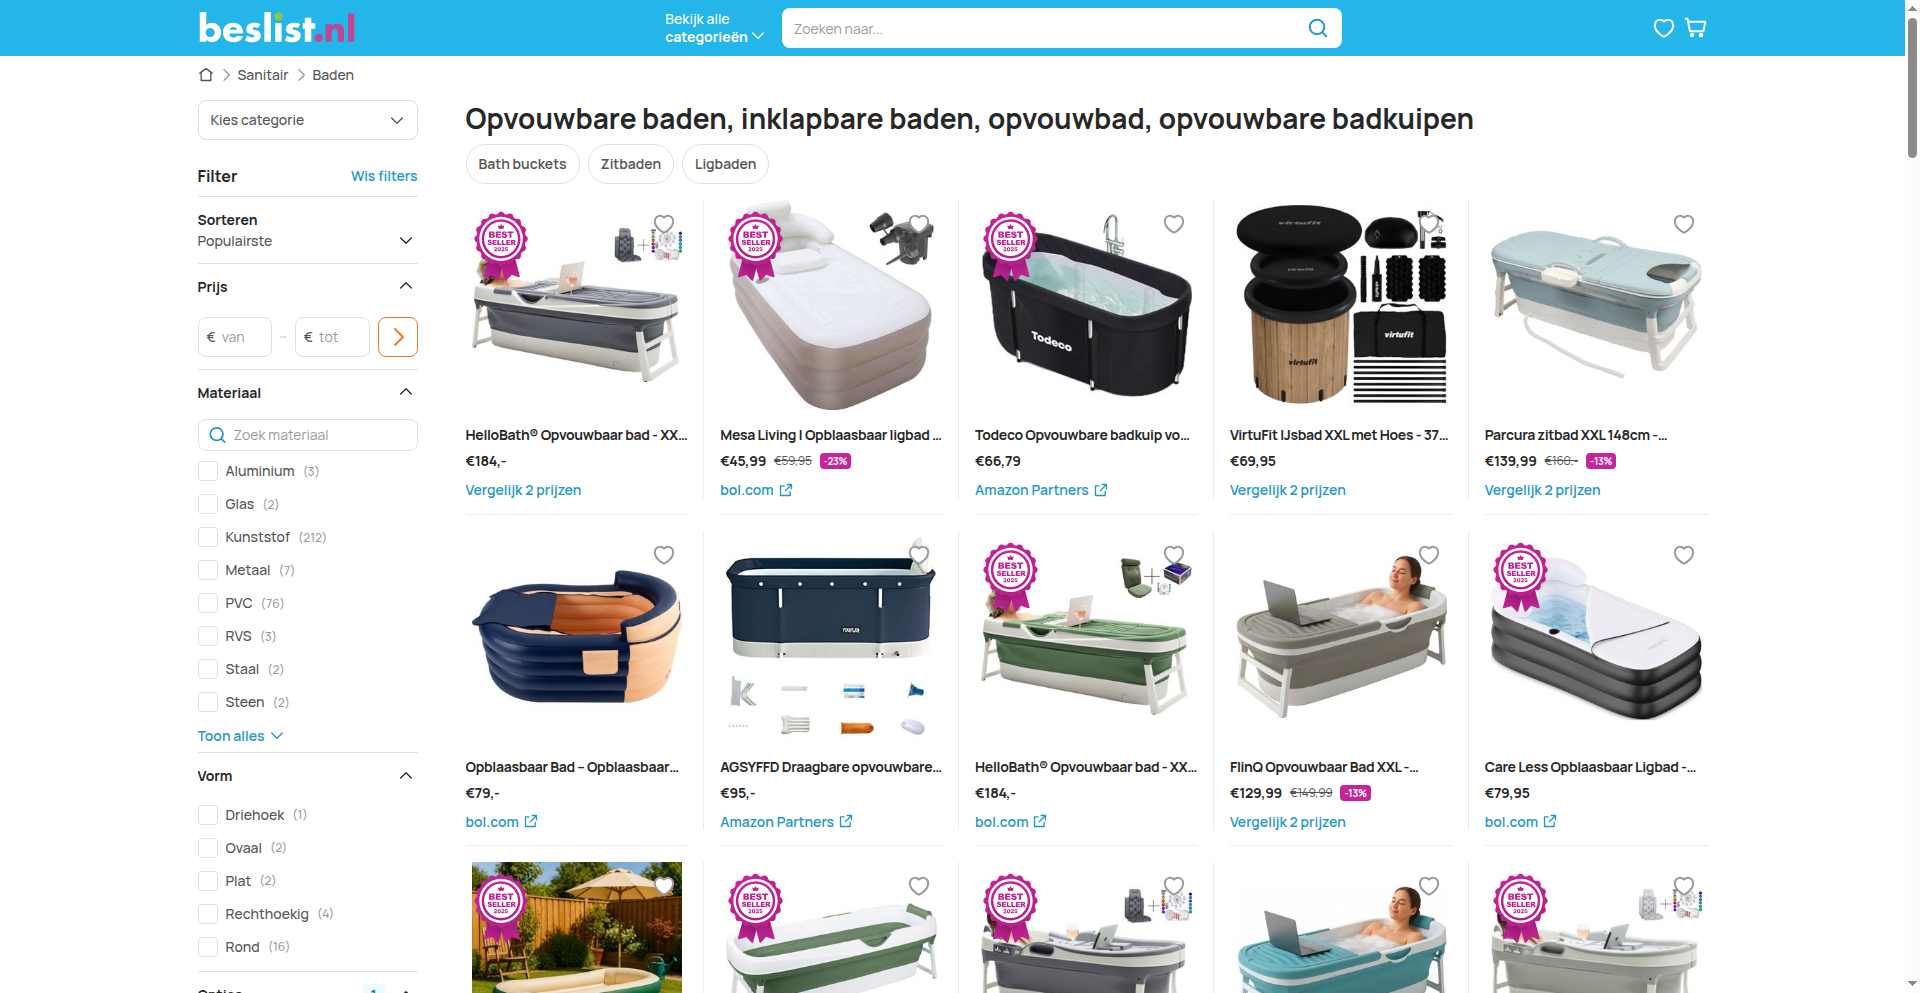 beslist.nl
Bekijk alle
categorieën
Zoeken naar...
Sanitair
Baden
Kies categorie
Filter
Wis filters
Sorteren
Populairste
Prijs
€ van
–
€ tot
Materiaal
Zoek materiaal
Aluminium (3)
Glas (2)
Kunststof (212)
Metaal (7)
PVC (76)
RVS (3)
Staal (2)
Steen (2)
Toon alles
Vorm
Driehoek (1)
Ovaal (2)
Plat (2)
Rechthoekig (4)
Rond (16)
Opvouwbare baden, inklapbare baden, opvouwbad, opvouwbare badkuipen
Bath buckets
Zitbaden
Ligbaden
BEST
SELLER
2025
HelloBath® Opvouwbaar bad - XX...
€184,-
Vergelijk 2 prijzen
BEST
SELLER
2025
Mesa Living | Opblaasbaar ligbad ...
€45,99 €59,95 -23%
bol.com
BEST
SELLER
2025
Todeco
Todeco Opvouwbare badkuip vo...
€66,79
Amazon Partners
virtufit
virtufit
virtufit
VirtuFit IJsbad XXL met Hoes - 37...
€69,95
Vergelijk 2 prijzen
Parcura zitbad XXL 148cm -...
€139,99 €160,- -13%
Vergelijk 2 prijzen
Opblaasbaar Bad – Opblaasbaar...
€79,-
bol.com
AGSYFFD Draagbare opvouwbare...
€95,-
Amazon Partners
BEST
SELLER
2025
HelloBath® Opvouwbaar bad - XX...
€184,-
bol.com
FlinQ Opvouwbaar Bad XXL -...
€129,99 €149,99 -13%
Vergelijk 2 prijzen
BEST
SELLER
2025
Care Less Opblaasbaar Ligbad -...
€79,95
bol.com
BEST
SELLER
2025
BEST
SELLER
2025
BEST
SELLER
2025
BEST
SELLER
2025